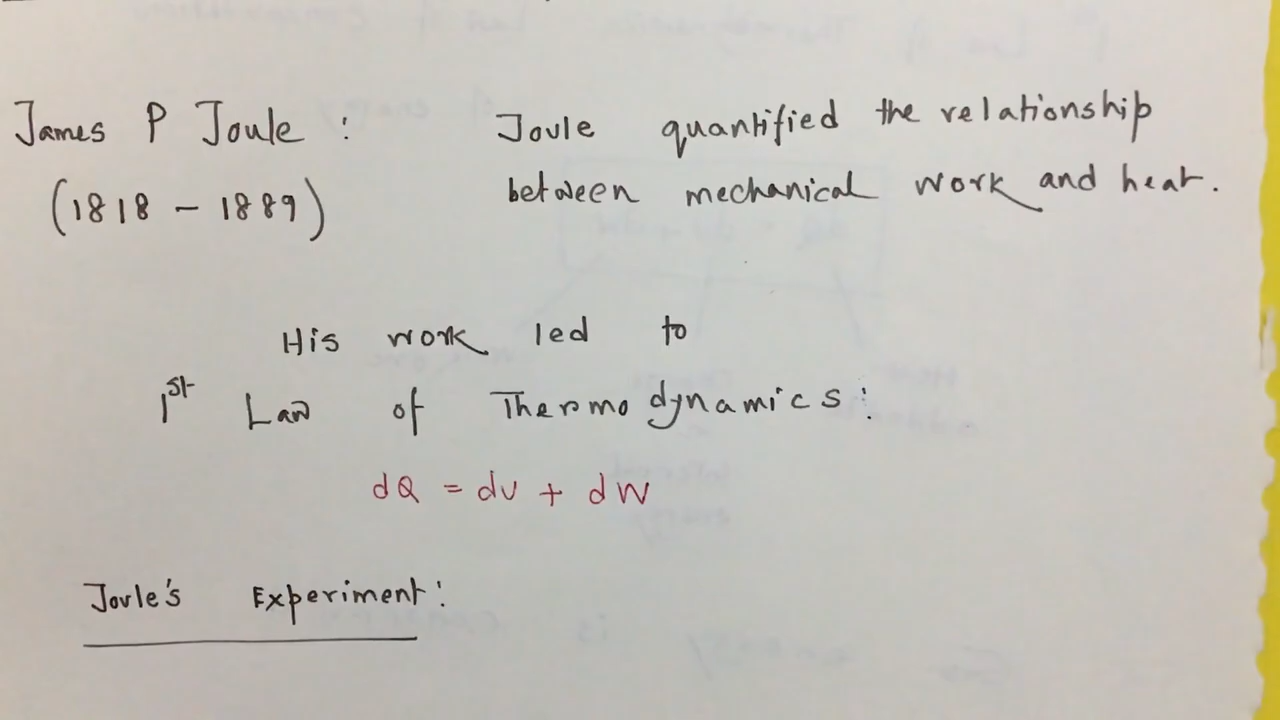 James P Joule : Joule quantified the relationship
(1818 - 1889) between mechanical work and heat.
His work led to
1st Law of Thermodynamics:
dQ = dU + dW
Joule's Experiment: